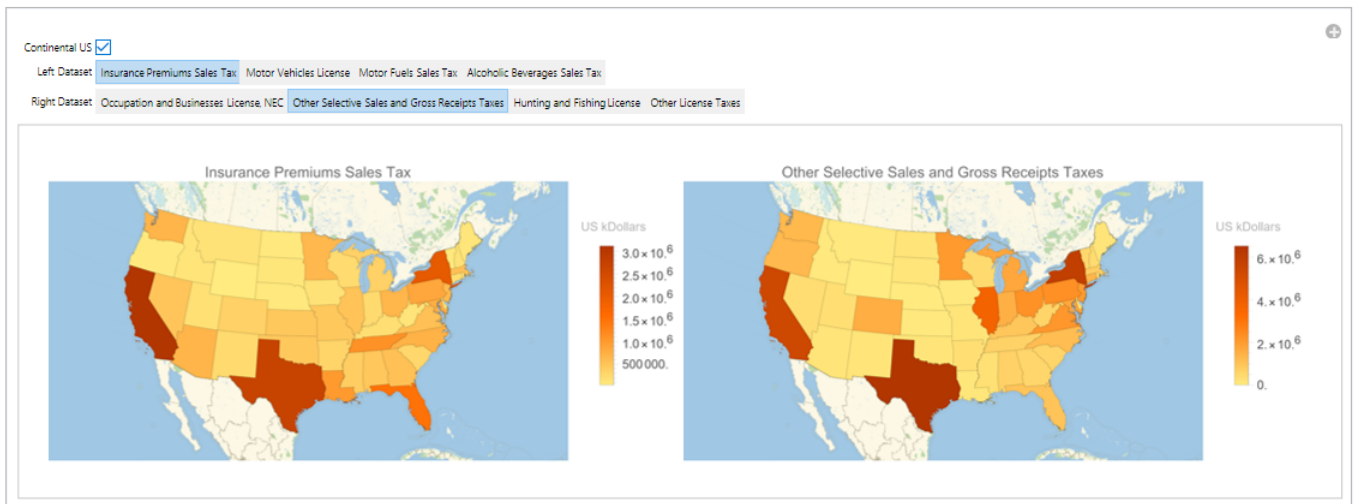 Continental US
Left Dataset Insurance Premiums Sales Tax Motor Vehicles License Motor Fuels Sales Tax Alcoholic Beverages Sales Tax
Right Dataset Occupation and Businesses License, NEC Other Selective Sales and Gross Receipts Taxes Hunting and Fishing License Other License Taxes
Insurance Premiums Sales Tax
US kDollars
3.0×10.^6
2.5×10.^6
2.0×10.^6
1.5×10.^6
1.0×10.^6
500000.
Other Selective Sales and Gross Receipts Taxes
US kDollars
6.×10.^6
4.×10.^6
2.×10.^6
0.